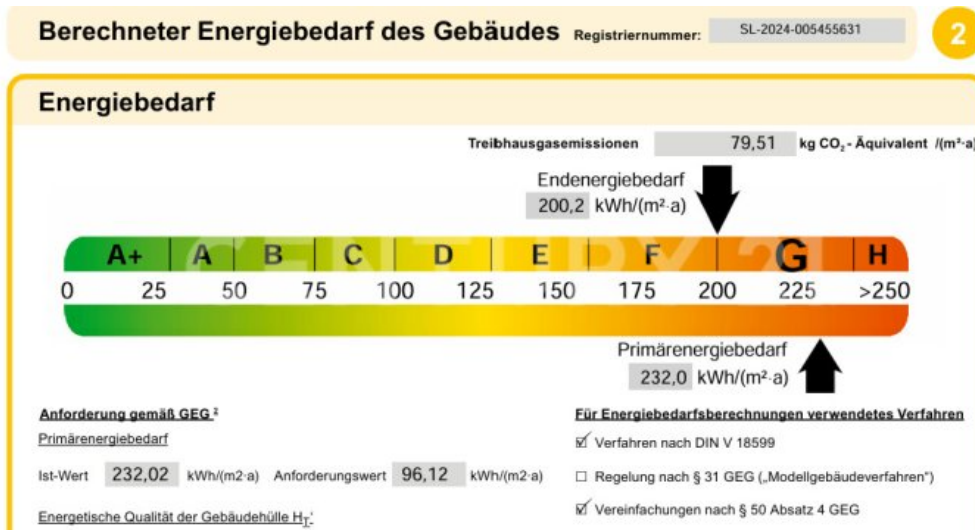 Berechneter Energiebedarf des Gebäudes Registriernummer: SL-2024-005455631 2
Energiebedarf
Treibhausgasemissionen 79,51 kg CO₂ - Äquivalent /(m²·a)
Endenergiebedarf
200,2 kWh/(m²·a)
A+ A B C D E F G H
CENTURY 21
0 25 50 75 100 125 150 175 200 225 >250
Primärenergiebedarf
232,0 kWh/(m²·a)
Anforderung gemäß GEG ² Für Energiebedarfsberechnungen verwendetes Verfahren
Primärenergiebedarf ☑ Verfahren nach DIN V 18599
Ist-Wert 232,02 kWh/(m2·a) Anforderungswert 96,12 kWh/(m2·a) ☐ Regelung nach § 31 GEG („Modellgebäudeverfahren")
Energetische Qualität der Gebäudehülle H_T' ☑ Vereinfachungen nach § 50 Absatz 4 GEG